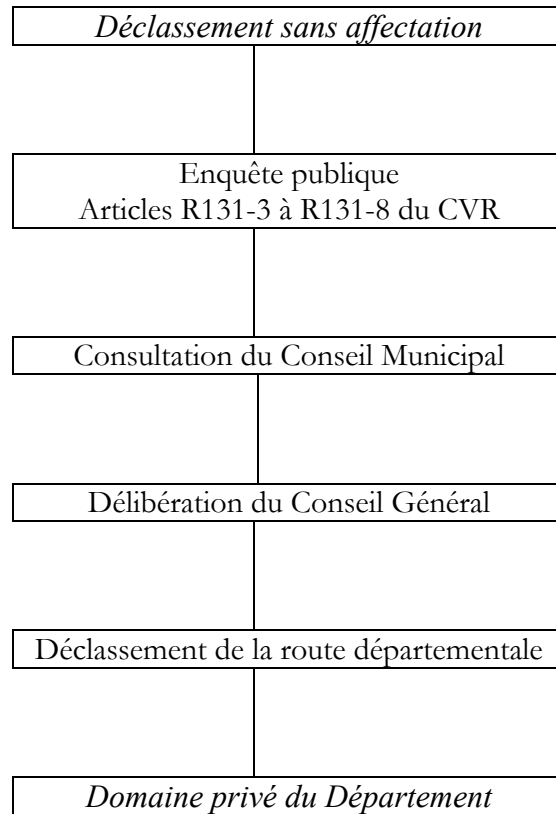 Déclassement sans affectation
Enquête publique
Articles R131-3 à R131-8 du CVR
Consultation du Conseil Municipal
Délibération du Conseil Général
Déclassement de la route départementale
Domaine privé du Département